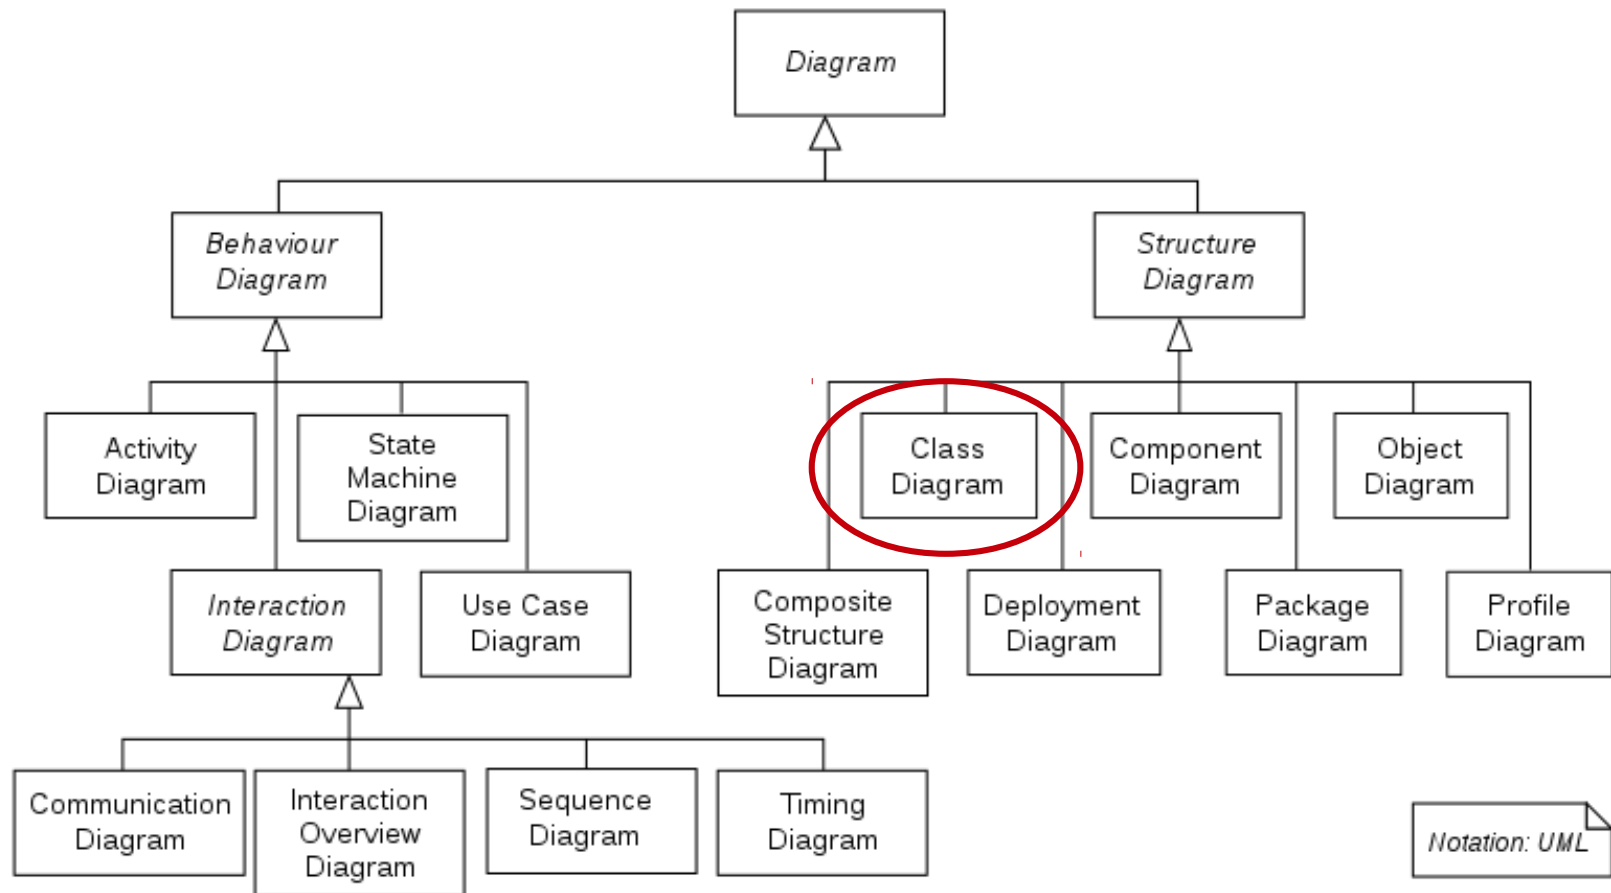 Diagram
Behaviour
Diagram
Structure
Diagram
Activity
Diagram
State
Machine
Diagram
Class
Diagram
Component
Diagram
Object
Diagram
Interaction
Diagram
Use Case
Diagram
Composite
Structure
Diagram
Deployment
Diagram
Package
Diagram
Profile
Diagram
Communication
Diagram
Interaction
Overview
Diagram
Sequence
Diagram
Timing
Diagram
Notation: UML